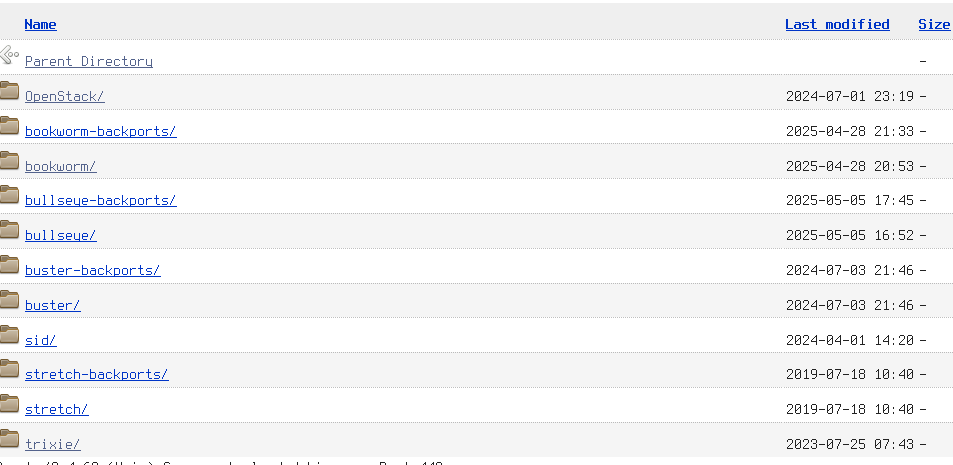 Name Last modified Size
Parent Directory -
OpenStack/ 2024-07-01 23:19 -
bookworm-backports/ 2025-04-28 21:33 -
bookworm/ 2025-04-28 20:53 -
bullseye-backports/ 2025-05-05 17:45 -
bullseye/ 2025-05-05 16:52 -
buster-backports/ 2024-07-03 21:46 -
buster/ 2024-07-03 21:46 -
sid/ 2024-04-01 14:20 -
stretch-backports/ 2019-07-18 10:40 -
stretch/ 2019-07-18 10:40 -
trixie/ 2023-07-25 07:43 -